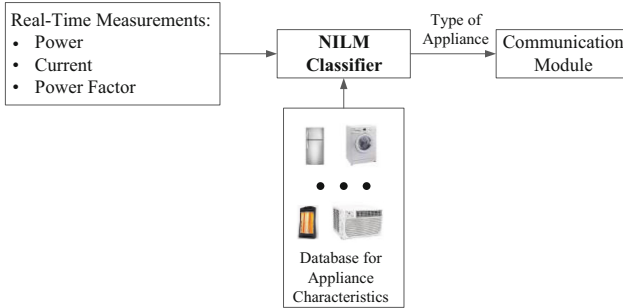 Real-Time Measurements:
• Power
• Current
• Power Factor
NILM
Classifier
Type of
Appliance
Communication
Module
Database for
Appliance
Characteristics